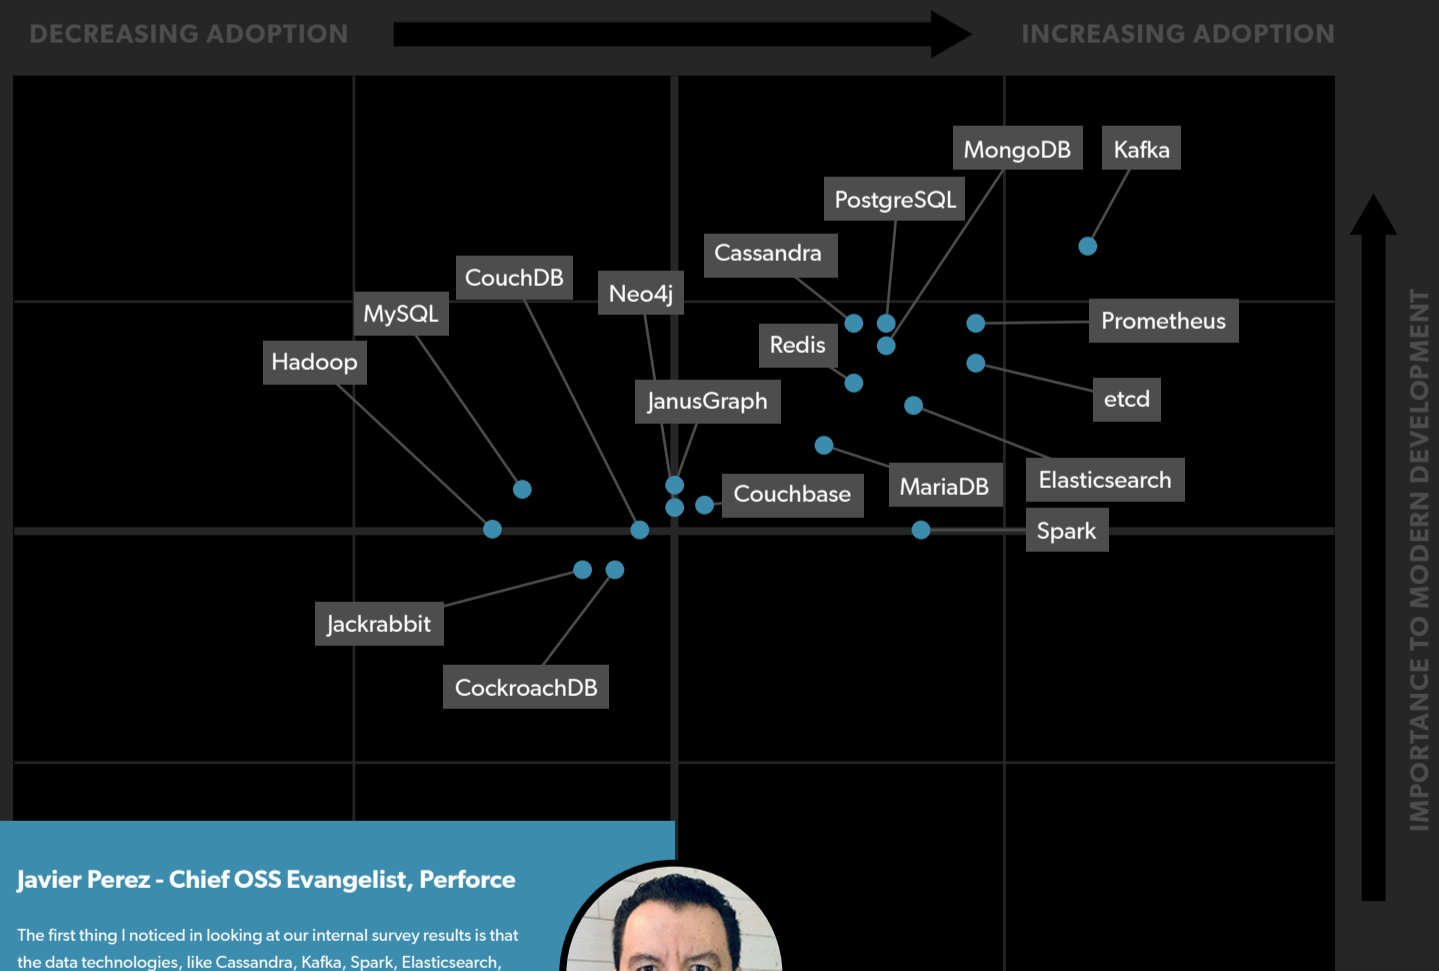 DECREASING ADOPTION
INCREASING ADOPTION
MongoDB
Kafka
PostgreSQL
Cassandra
CouchDB
Neo4j
MySQL
Prometheus
Redis
Hadoop
JanusGraph
etcd
Elasticsearch
MariaDB
Couchbase
Spark
Jackrabbit
CockroachDB
IMPORTANCE TO MODERN DEVELOPMENT
Javier Perez - Chief OSS Evangelist, Perforce
The first thing I noticed in looking at our internal survey results is that
the data technologies, like Cassandra, Kafka, Spark, Elasticsearch,